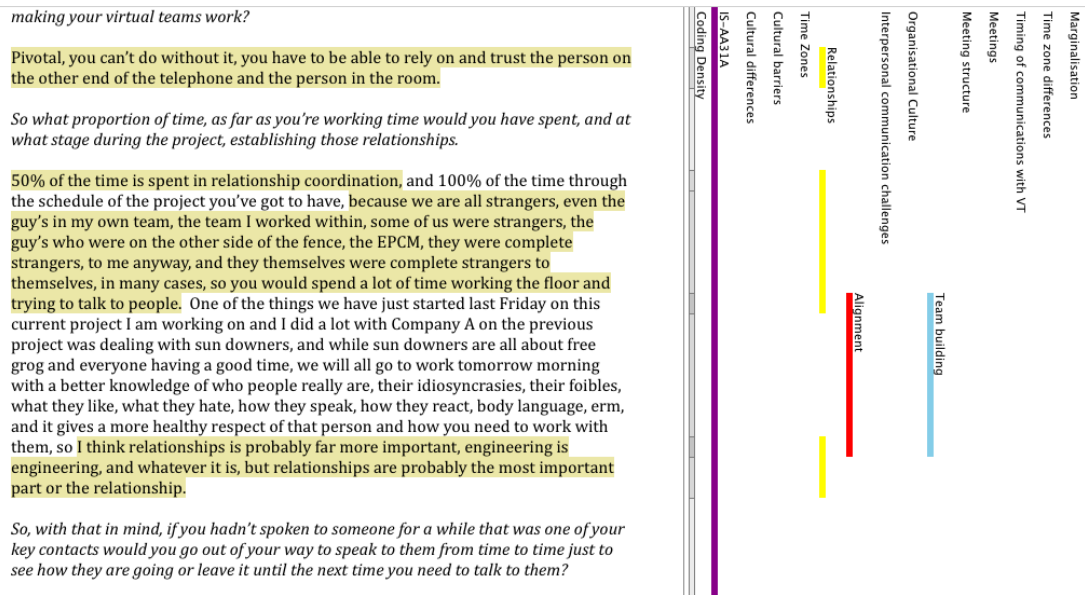 making your virtual teams work?
Pivotal, you can't do without it, you have to be able to rely on and trust the person on
the other end of the telephone and the person in the room.
So what proportion of time, as far as you're working time would you have spent, and at
what stage during the project, establishing those relationships.
50% of the time is spent in relationship coordination, and 100% of the time through
the schedule of the project you've got to have, because we are all strangers, even the
guy's in my own team, the team I worked within, some of us were strangers, the
guy's who were on the other side of the fence, the EPCM, they were complete
strangers, to me anyway, and they themselves were complete strangers to
themselves, in many cases, so you would spend a lot of time working the floor and
trying to talk to people. One of the things we have just started last Friday on this
current project I am working on and I did a lot with Company A on the previous
project was dealing with sun downers, and while sun downers are all about free
grog and everyone having a good time, we will all go to work tomorrow morning
with a better knowledge of who people really are, their idiosyncrasies, their foibles,
what they like, what they hate, how they speak, how they react, body language, erm,
and it gives a more healthy respect of that person and how you need to work with
them, so I think relationships is probably far more important, engineering is
engineering, and whatever it is, but relationships are probably the most important
part or the relationship.
So, with that in mind, if you hadn't spoken to someone for a while that was one of your
key contacts would you go out of your way to speak to them from time to time just to
see how they are going or leave it until the next time you need to talk to them?
Coding Density
IS-AA31A
Cultural differences
Cultural barriers
Time Zones
Relationships
Alignment
Interpersonal communication challenges
Organisational Culture
Team building
Meeting structure
Meetings
Timing of communications with VT
Time zone differences
Marginalisation